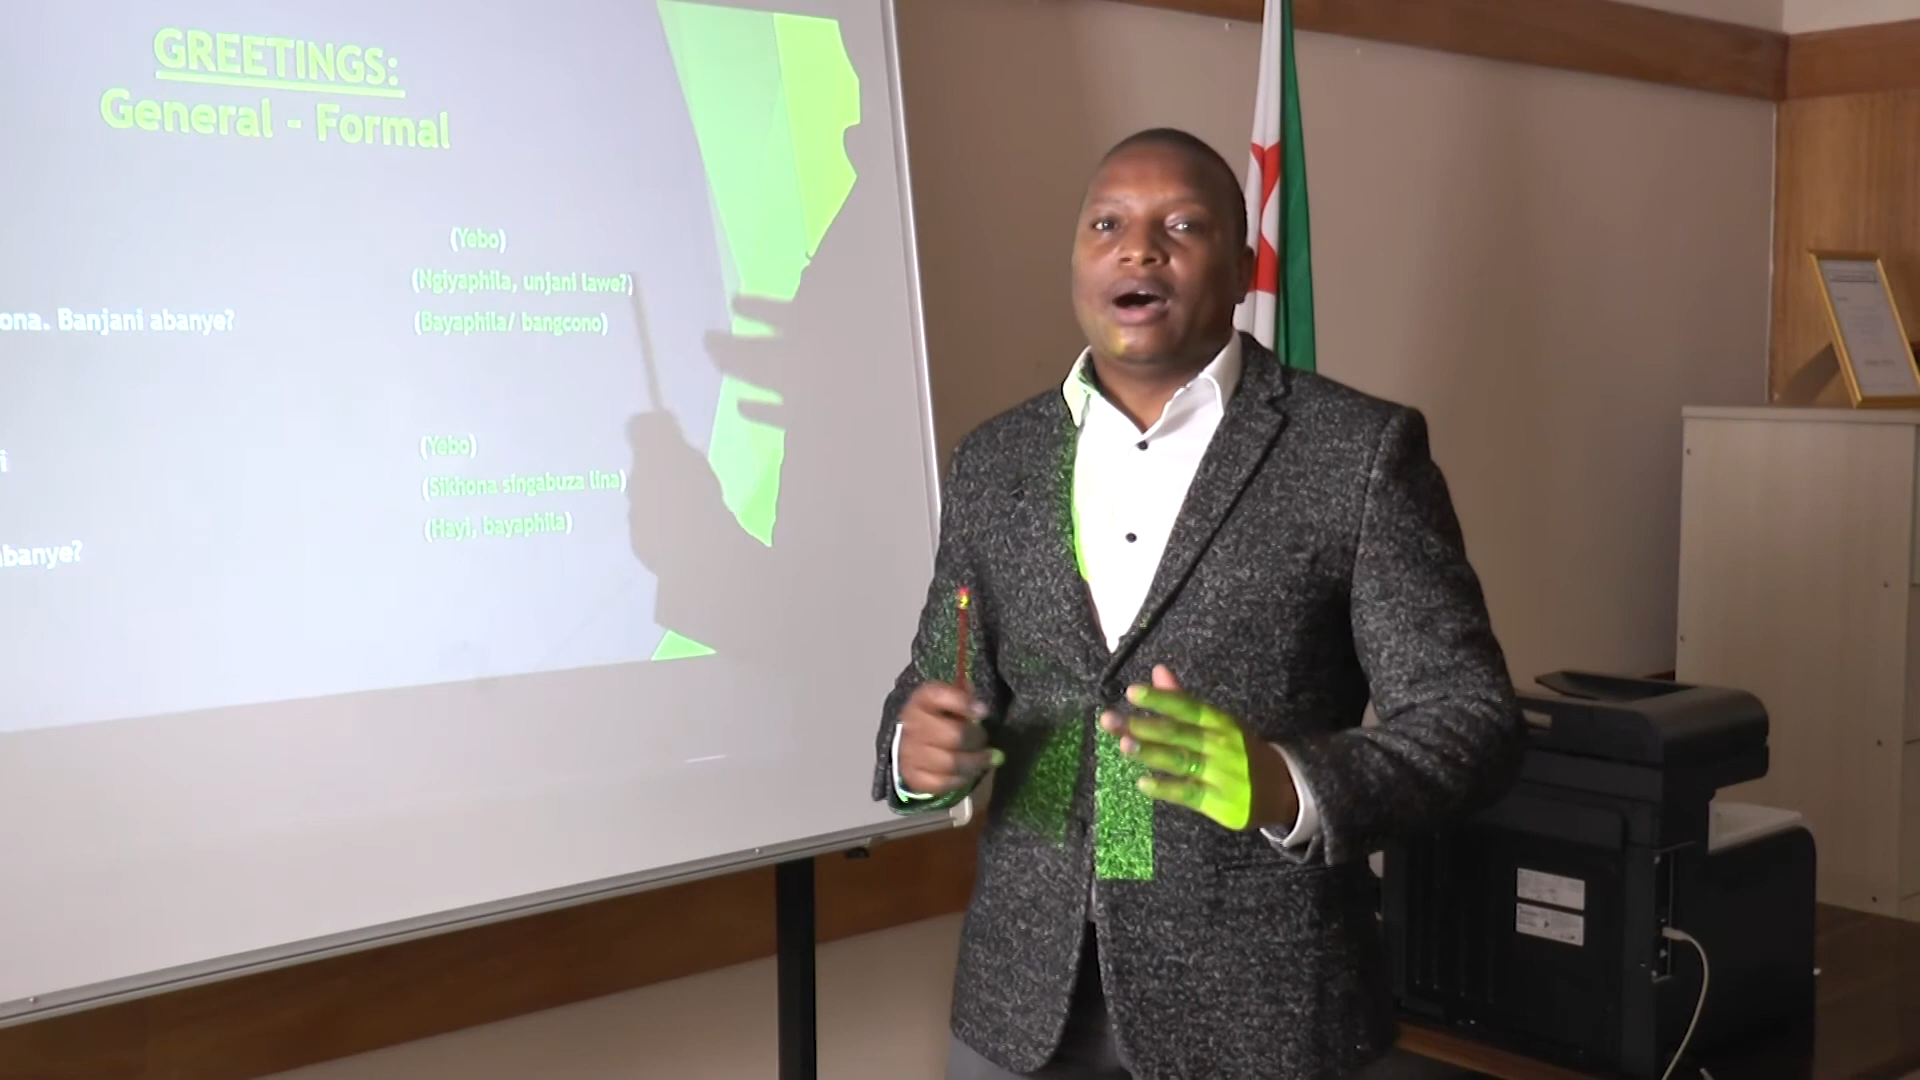 GREETINGS:
General - Formal
(Yebo)
(Ngiyaphila, unjani lawe?)
ona. Banjani abanye? (Bayaphila/ bangcono)
(Yebo)
i (Sikhona singabuza lina)
(Hayi, bayaphila)
abanye?